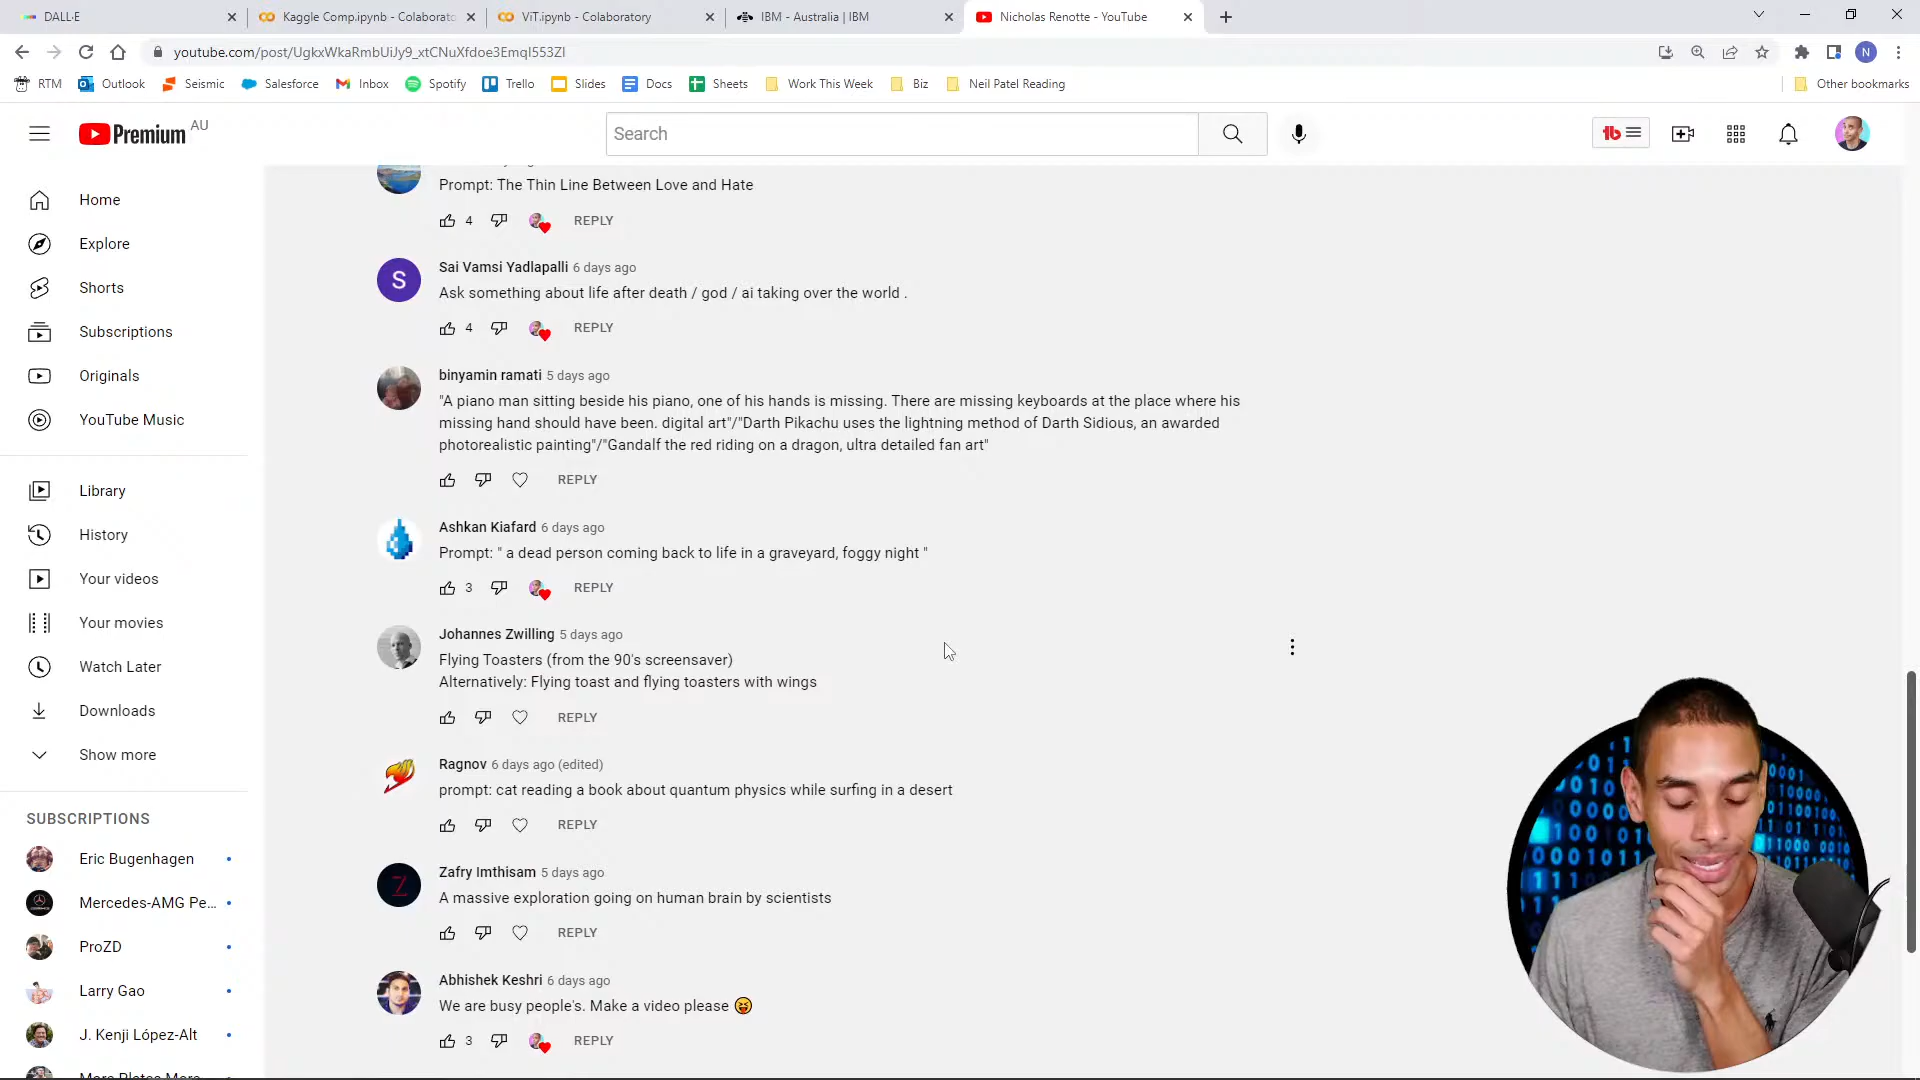 DALL·E
Kaggle Comp.ipynb - Colaborato
ViT.ipynb - Colaboratory
IBM - Australia | IBM
Nicholas Renotte - YouTube
youtube.com/post/UgkxWkaRmbUiJy9_xtCNuXfdoe3EmqI553ZI
N
RTM
Outlook
Seismic
Salesforce
Inbox
Spotify
Trello
Slides
Docs
Sheets
Work This Week
Biz
Neil Patel Reading
Other bookmarks
Premium AU
Search
tb
Home
Explore
Shorts
Subscriptions
Originals
YouTube Music
Library
History
Your videos
Your movies
Watch Later
Downloads
Show more
SUBSCRIPTIONS
Eric Bugenhagen
Mercedes-AMG Pe...
ProZD
Larry Gao
J. Kenji López-Alt
Prompt: The Thin Line Between Love and Hate
4 REPLY
S
Sai Vamsi Yadlapalli 6 days ago
Ask something about life after death / god / ai taking over the world .
4 REPLY
binyamin ramati 5 days ago
"A piano man sitting beside his piano, one of his hands is missing. There are missing keyboards at the place where his
missing hand should have been. digital art"/"Darth Pikachu uses the lightning method of Darth Sidious, an awarded
photorealistic painting"/"Gandalf the red riding on a dragon, ultra detailed fan art"
REPLY
Ashkan Kiafard 6 days ago
Prompt: " a dead person coming back to life in a graveyard, foggy night "
3 REPLY
Johannes Zwilling 5 days ago
Flying Toasters (from the 90's screensaver)
Alternatively: Flying toast and flying toasters with wings
REPLY
Ragnov 6 days ago (edited)
prompt: cat reading a book about quantum physics while surfing in a desert
REPLY
Z
Zafry Imthisam 5 days ago
A massive exploration going on human brain by scientists
REPLY
Abhishek Keshri 6 days ago
We are busy people's. Make a video please 😝
3 REPLY